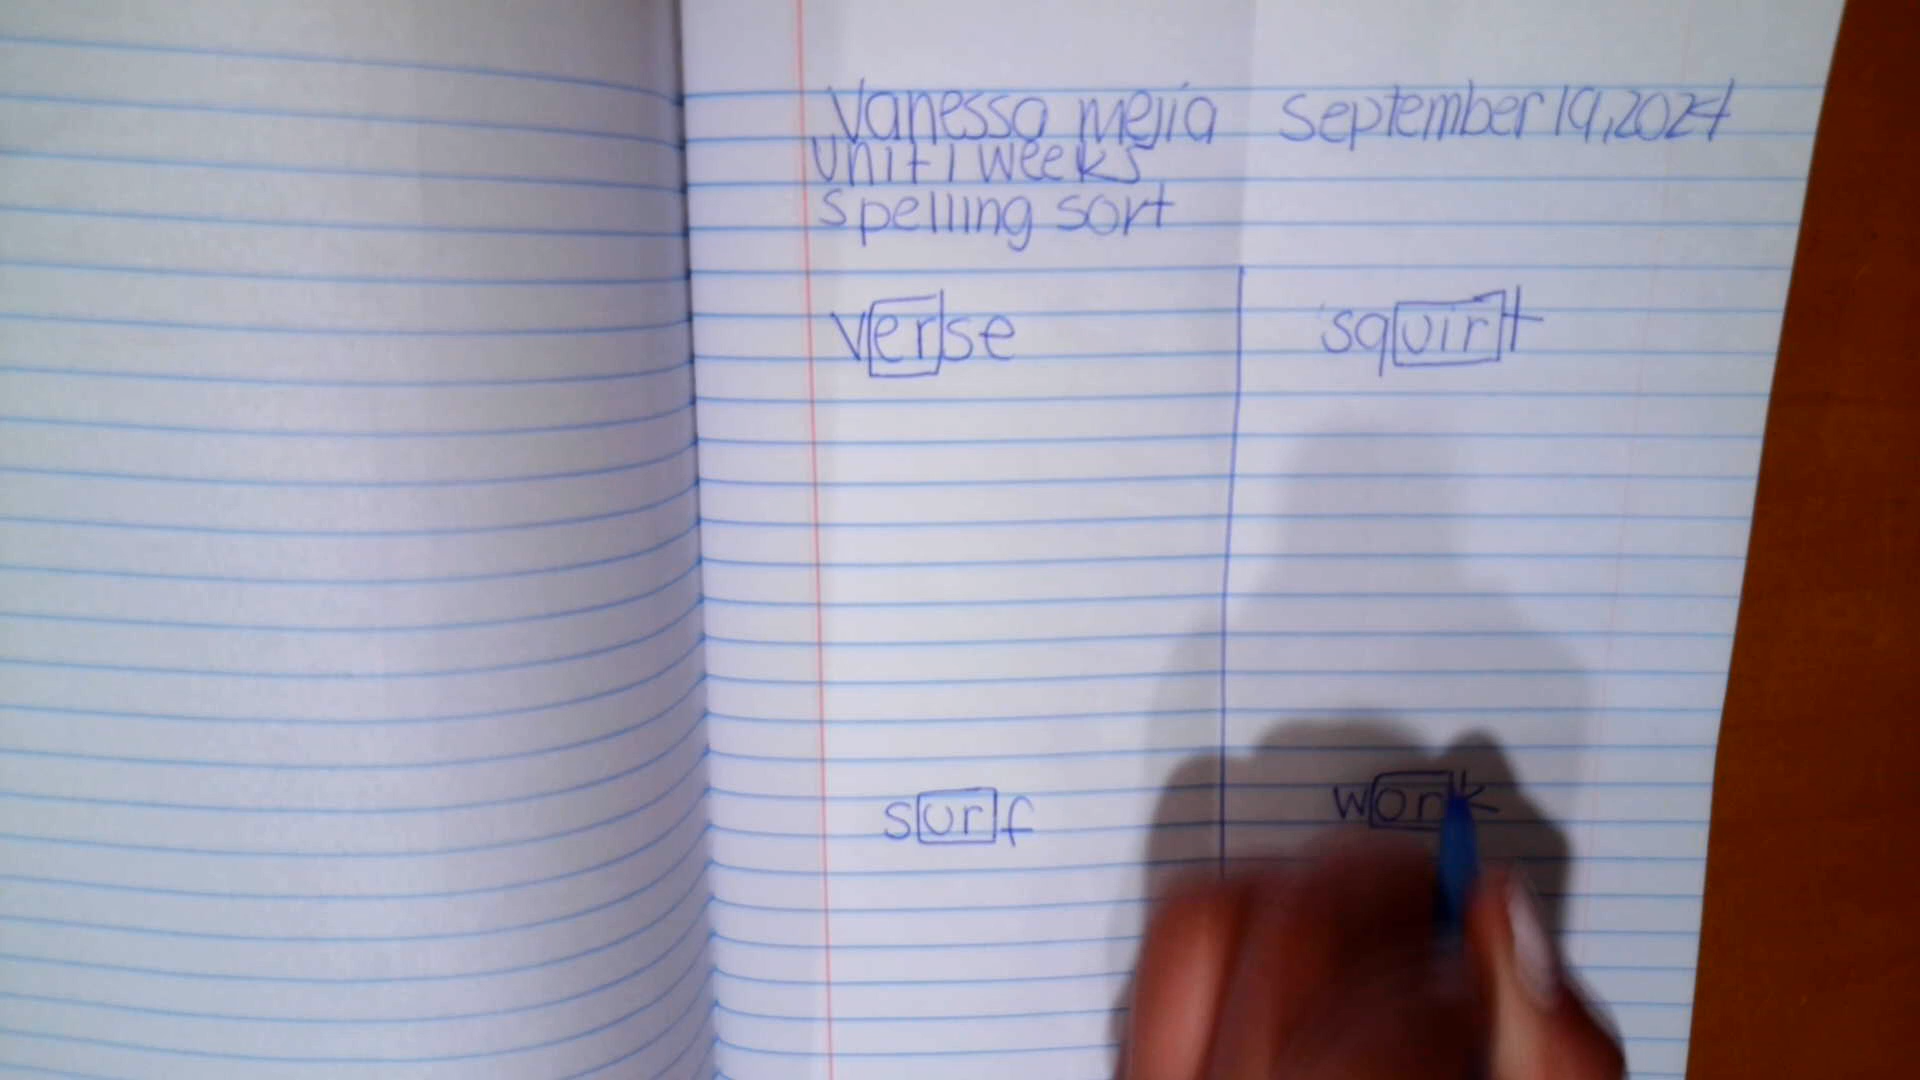 Vanessa mejia September 19, 2024
Unit 1 week 5
Spelling sort
verse squirt
surf work